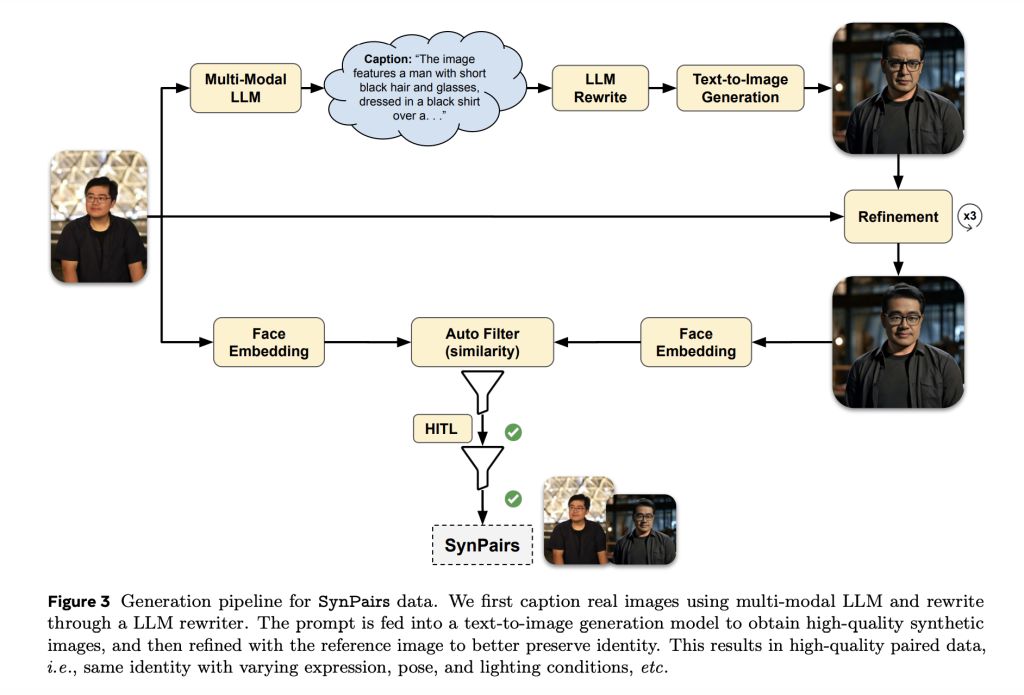 Multi-Modal
LLM
Caption: “The image
features a man with short
black hair and glasses,
dressed in a black shirt
over a. . .”
LLM
Rewrite
Text-to-Image
Generation
Refinement
x3
Face
Embedding
Auto Filter
(similarity)
Face
Embedding
HITL
SynPairs
Figure 3 Generation pipeline for SynPairs data. We first caption real images using multi-modal LLM and rewrite
through a LLM rewriter. The prompt is fed into a text-to-image generation model to obtain high-quality synthetic
images, and then refined with the reference image to better preserve identity. This results in high-quality paired data,
i.e., same identity with varying expression, pose, and lighting conditions, etc.